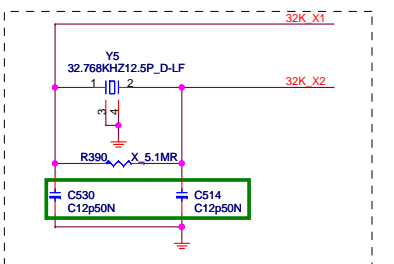 32K_X1
Y5
32.768KHZ12.5P_D-LF
1 2
32K_X2
3 4
R390 X_5.1MR
C530 C514
C12p50N C12p50N